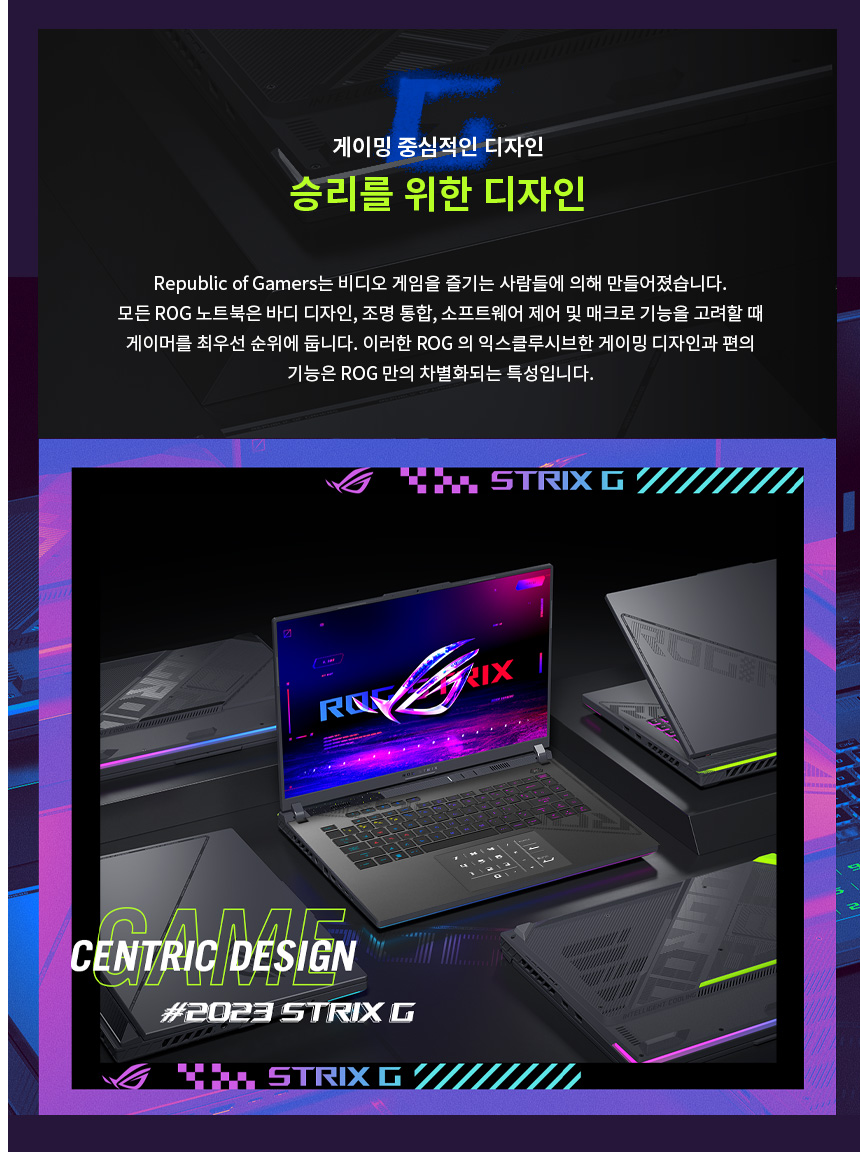 G
게이밍 중심적인 디자인
승리를 위한 디자인
Republic of Gamers는 비디오 게임을 즐기는 사람들에 의해 만들어졌습니다.
모든 ROG 노트북은 바디 디자인, 조명 통합, 소프트웨어 제어 및 매크로 기능을 고려할 때
게이머를 최우선 순위에 둡니다. 이러한 ROG 의 익스클루시브한 게이밍 디자인과 편의
기능은 ROG 만의 차별화되는 특성입니다.
STRIX G
ROG STRIX
GAME
CENTRIC DESIGN
#2023 STRIX G
STRIX G